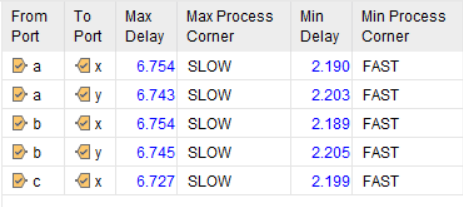 From Port To Port Max Delay Max Process Corner Min Delay Min Process Corner
a x 6.754 SLOW 2.190 FAST
a y 6.743 SLOW 2.203 FAST
b x 6.754 SLOW 2.189 FAST
b y 6.745 SLOW 2.205 FAST
c x 6.727 SLOW 2.199 FAST